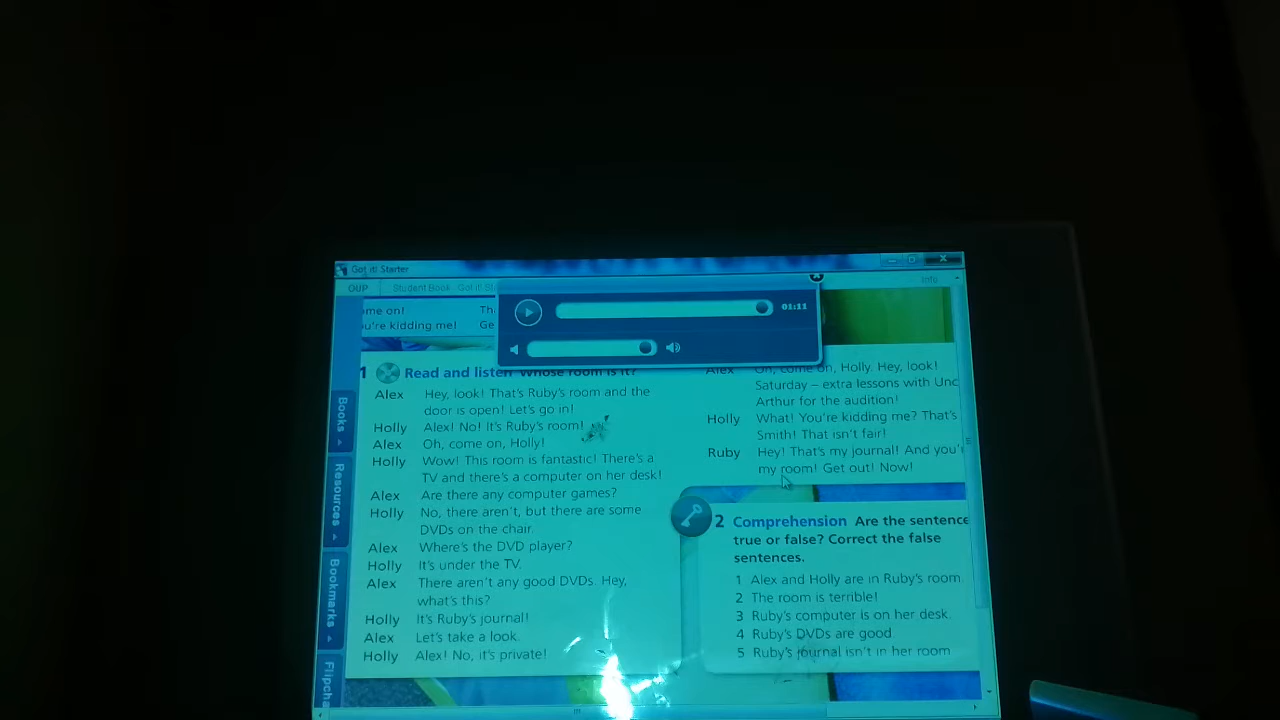 Got it! Starter
OUP
Student Book Got it! St
Info
ome on!
u're kidding me!
Th
Ge
01:11
1 Read and listen Whose room is it?
Alex Hey, look! That's Ruby's room and the
door is open! Let's go in!
Holly Alex! No! It's Ruby's room!
Alex Oh, come on, Holly!
Holly Wow! This room is fantastic! There's a
TV and there's a computer on her desk!
Alex Are there any computer games?
Holly No, there aren't, but there are some
DVDs on the chair.
Alex Where's the DVD player?
Holly It's under the TV.
Alex There aren't any good DVDs. Hey,
what's this?
Holly It's Ruby's journal!
Alex Let's take a look.
Holly Alex! No, it's private!
Alex Oh, come on, Holly. Hey, look!
Saturday – extra lessons with Unc
Arthur for the audition!
Holly What! You're kidding me? That's
Smith! That isn't fair!
Ruby Hey! That's my journal! And you'
my room! Get out! Now!
2 Comprehension Are the sentence
true or false? Correct the false
sentences.
1 Alex and Holly are in Ruby's room.
2 The room is terrible!
3 Ruby's computer is on her desk.
4 Ruby's DVDs are good.
5 Ruby's journal isn't in her room
Books
Resources
Bookmarks
Flipcha